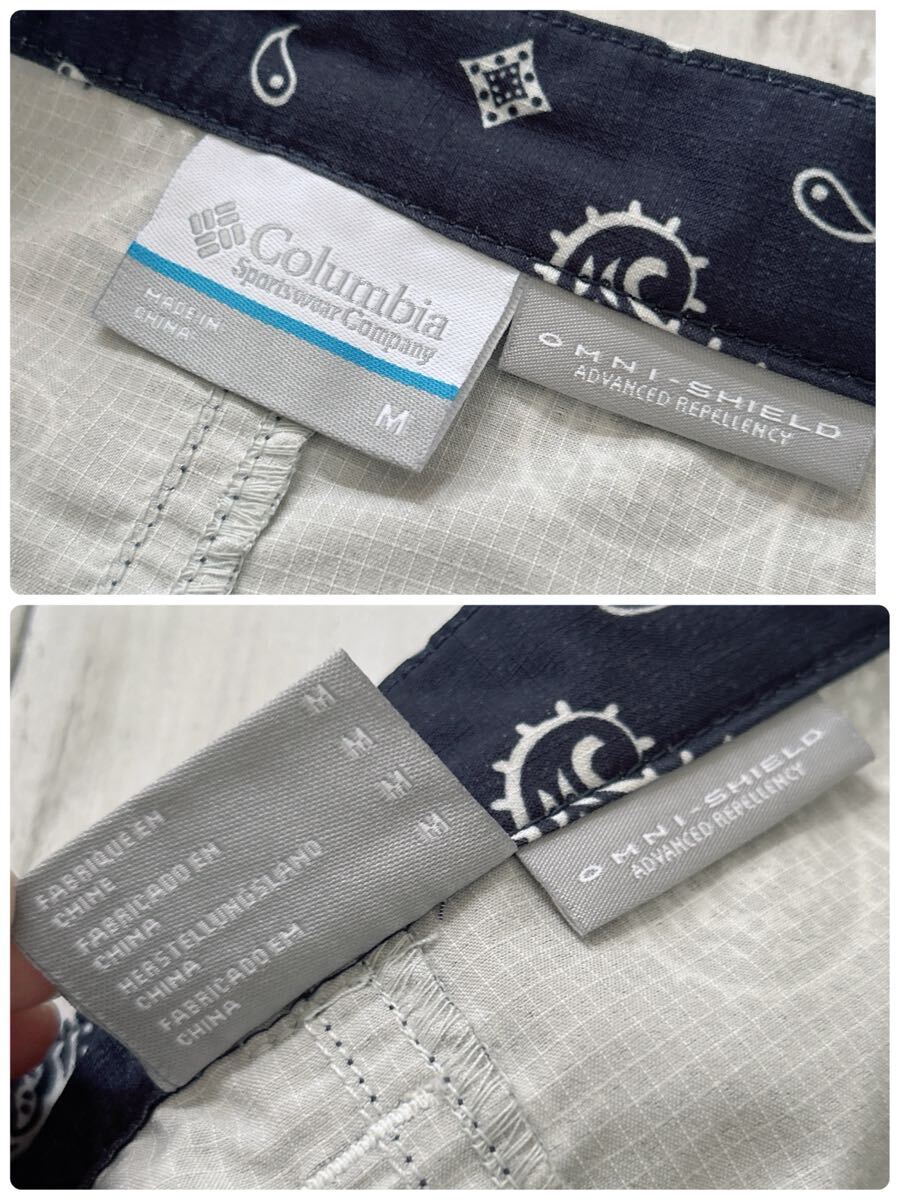 Columbia
Sportswear Company
MADE IN
CHINA
M
OMNI-SHIELD
ADVANCED REPELLENCY
M
M
M
M
FABRIQUE EN
CHINE
FABRICADO EN
CHINA
HERSTELLUNGSLAND
CHINA
FABRICADO EM
CHINA
OMNI-SHIELD
ADVANCED REPELLENCY